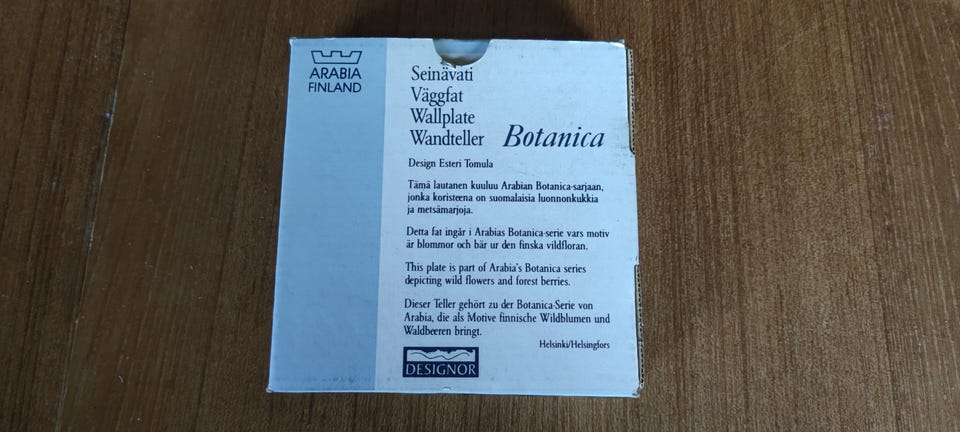 ARABIA
FINLAND
Seinävati
Väggfat
Wallplate
Wandteller Botanica
Design Esteri Tomula
Tämä lautanen kuuluu Arabian Botanica-sarjaan,
jonka koristeena on suomalaisia luonnonkukkia
ja metsämarjoja.
Detta fat ingår i Arabias Botanica-serie vars motiv
är blommor och bär ur den finska vildfloran.
This plate is part of Arabia's Botanica series
depicting wild flowers and forest berries.
Dieser Teller gehört zu der Botanica-Serie von
Arabia, die als Motive finnische Wildblumen und
Waldbeeren bringt.
Helsinki/Helsingfors
DESIGNOR